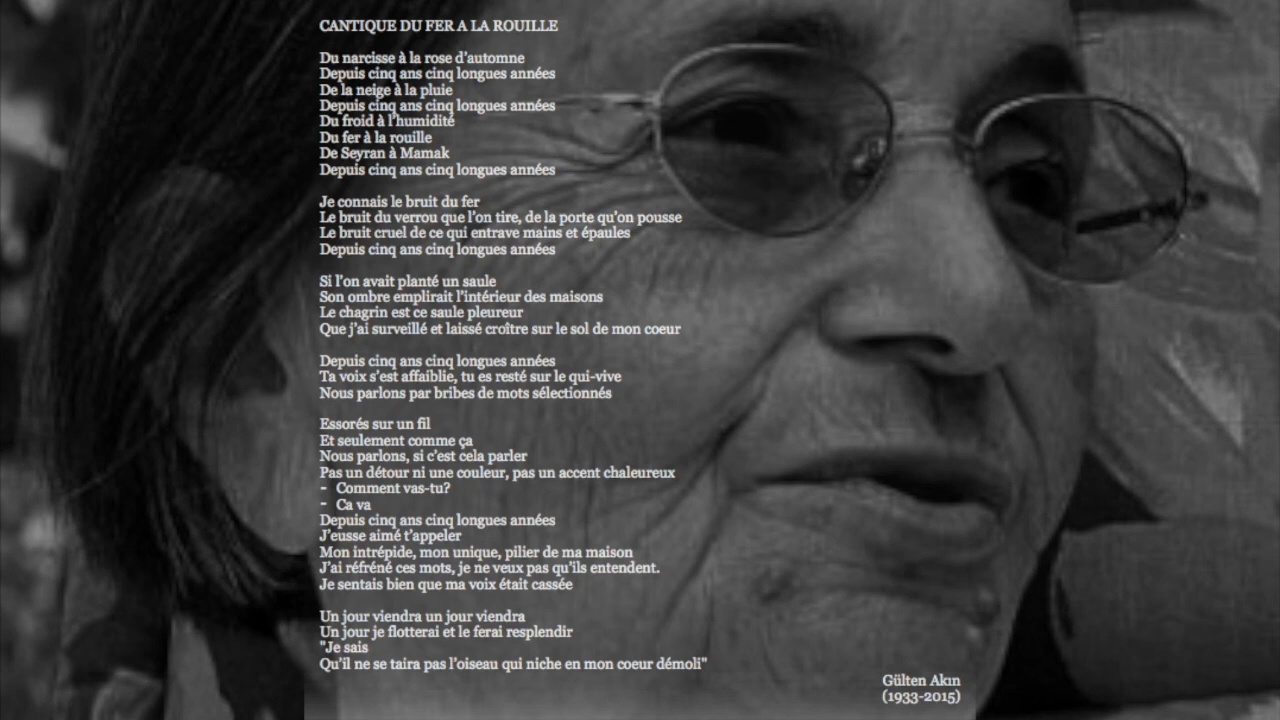 CANTIQUE DU FER A LA ROUILLE
Du narcisse à la rose d'automne
Depuis cinq ans cinq longues années
De la neige à la pluie
Depuis cinq ans cinq longues années
Du froid à l'humidité
Du fer à la rouille
De Seyran à Mamak
Depuis cinq ans cinq longues années
Je connais le bruit du fer
Le bruit du verrou que l'on tire, de la porte qu'on pousse
Le bruit cruel de ce qui entrave mains et épaules
Depuis cinq ans cinq longues années
Si l'on avait planté un saule
Son ombre emplirait l'intérieur des maisons
Le chagrin est ce saule pleureur
Que j'ai surveillé et laissé croître sur le sol de mon coeur
Depuis cinq ans cinq longues années
Ta voix s'est affaiblie, tu es resté sur le qui-vive
Nous parlons par bribes de mots sélectionnés
Essorés sur un fil
Et seulement comme ça
Nous parlons, si c'est cela parler
Pas un détour ni une couleur, pas un accent chaleureux
- Comment vas-tu?
- Ca va
Depuis cinq ans cinq longues années
J'eusse aimé t'appeler
Mon intrépide, mon unique, pilier de ma maison
J'ai réfréné ces mots, je ne veux pas qu'ils entendent.
Je sentais bien que ma voix était cassée
Un jour viendra un jour viendra
Un jour je flotterai et le ferai resplendir
"Je sais
Qu'il ne se taira pas l'oiseau qui niche en mon coeur démoli"
Gülten Akın
(1933-2015)